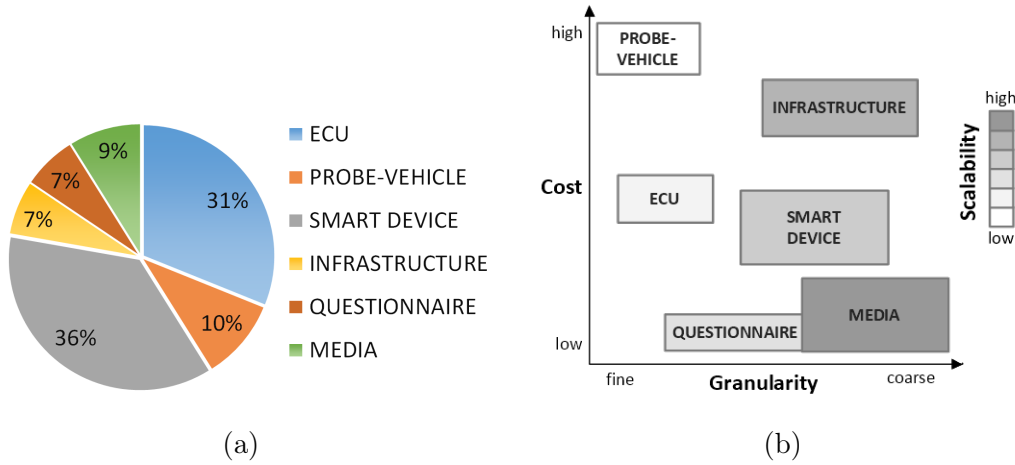 31%
10%
36%
7%
7%
9%
ECU
PROBE-VEHICLE
SMART DEVICE
INFRASTRUCTURE
QUESTIONNAIRE
MEDIA
(a)
high
Cost
low
PROBE-
VEHICLE
INFRASTRUCTURE
ECU
SMART
DEVICE
QUESTIONNAIRE
MEDIA
fine
Granularity
coarse
high
Scalability
low
(b)